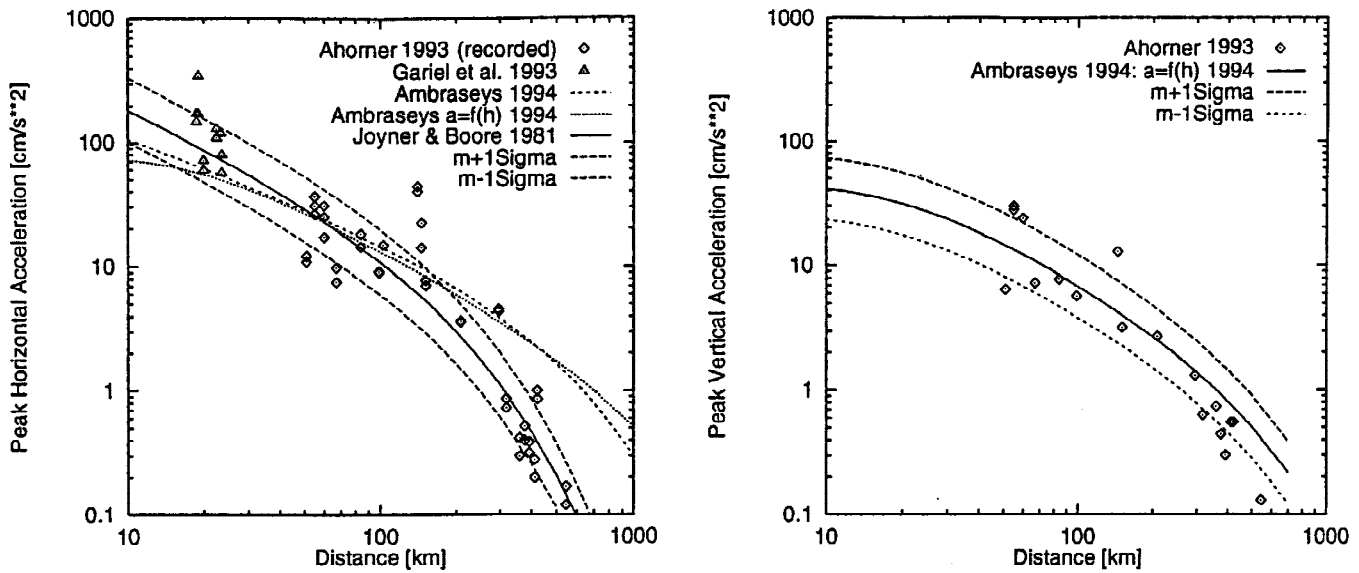 Peak Horizontal Acceleration [cm/s**2]
1000
100
10
1
0.1
Ahorner 1993 (recorded)
Gariel et al. 1993
Ambraseys 1994
Ambraseys a=f(h) 1994
Joyner & Boore 1981
m+1Sigma
m-1Sigma
10
100
1000
Distance [km]
Peak Vertical Acceleration [cm/s**2]
1000
100
10
1
0.1
Ahorner 1993
Ambraseys 1994: a=f(h) 1994
m+1Sigma
m-1Sigma
10
100
1000
Distance [km]